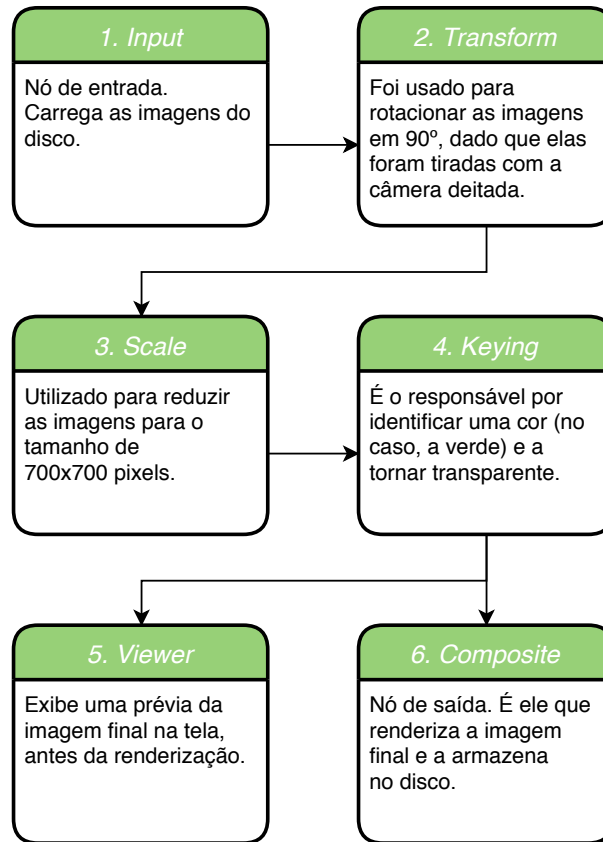 1. Input
Nó de entrada.
Carrega as imagens do
disco.
2. Transform
Foi usado para
rotacionar as imagens
em 90º, dado que elas
foram tiradas com a
câmera deitada.
3. Scale
Utilizado para reduzir
as imagens para o
tamanho de
700x700 pixels.
4. Keying
É o responsável por
identificar uma cor (no
caso, a verde) e a
tornar transparente.
5. Viewer
Exibe uma prévia da
imagem final na tela,
antes da renderização.
6. Composite
Nó de saída. É ele que
renderiza a imagem
final e a armazena
no disco.